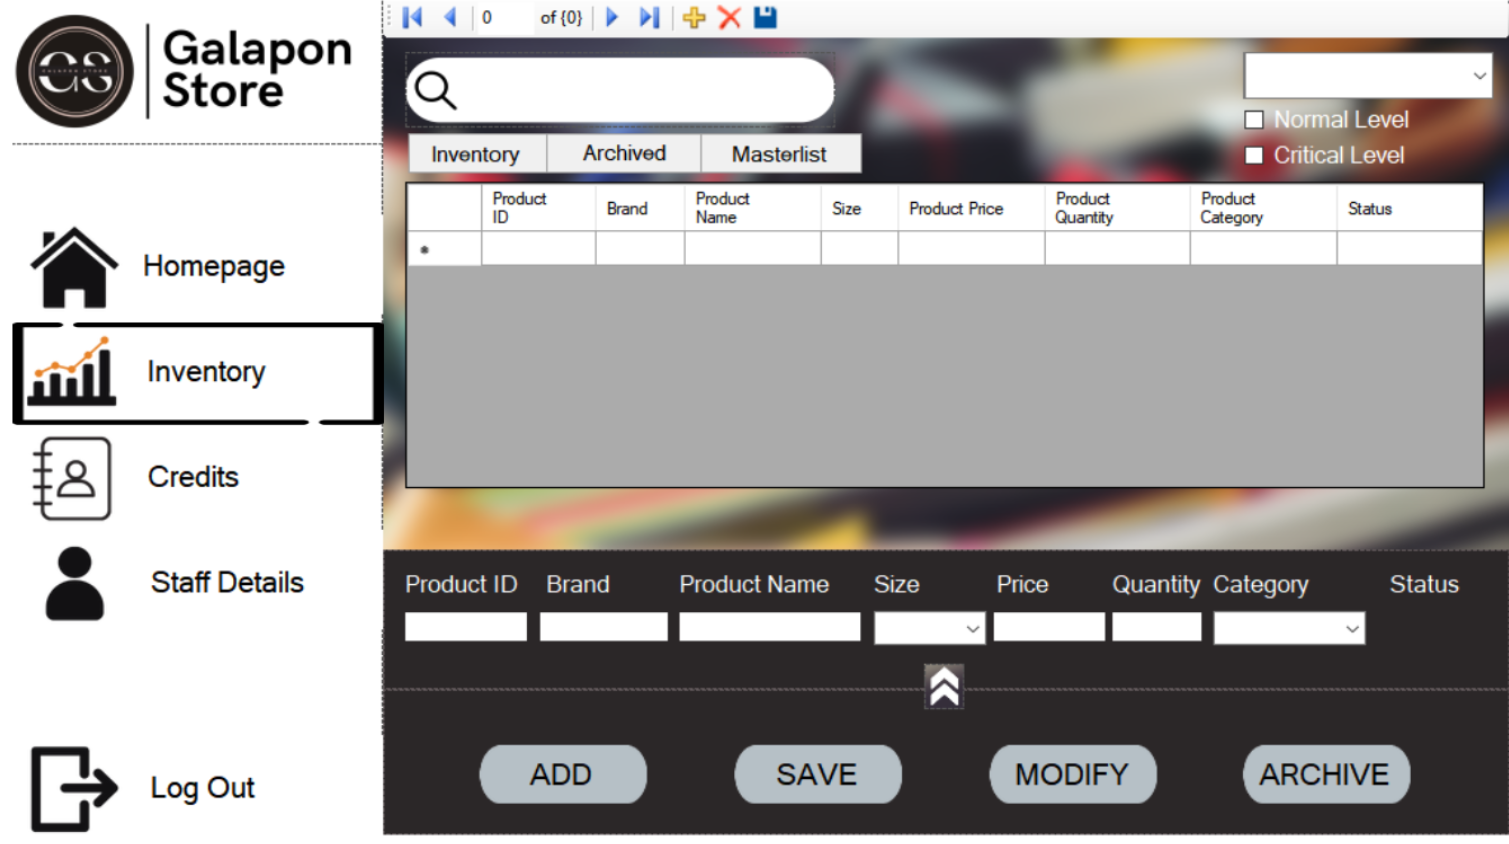 Galapon
Store
GS
GALAPON STORE
0 of {0}
Normal Level
Critical Level
Inventory Archived Masterlist
Product ID Brand Product Name Size Product Price Product Quantity Product Category Status
*
Homepage
Inventory
Credits
Staff Details
Log Out
Product ID Brand Product Name Size Price Quantity Category Status
ADD SAVE MODIFY ARCHIVE